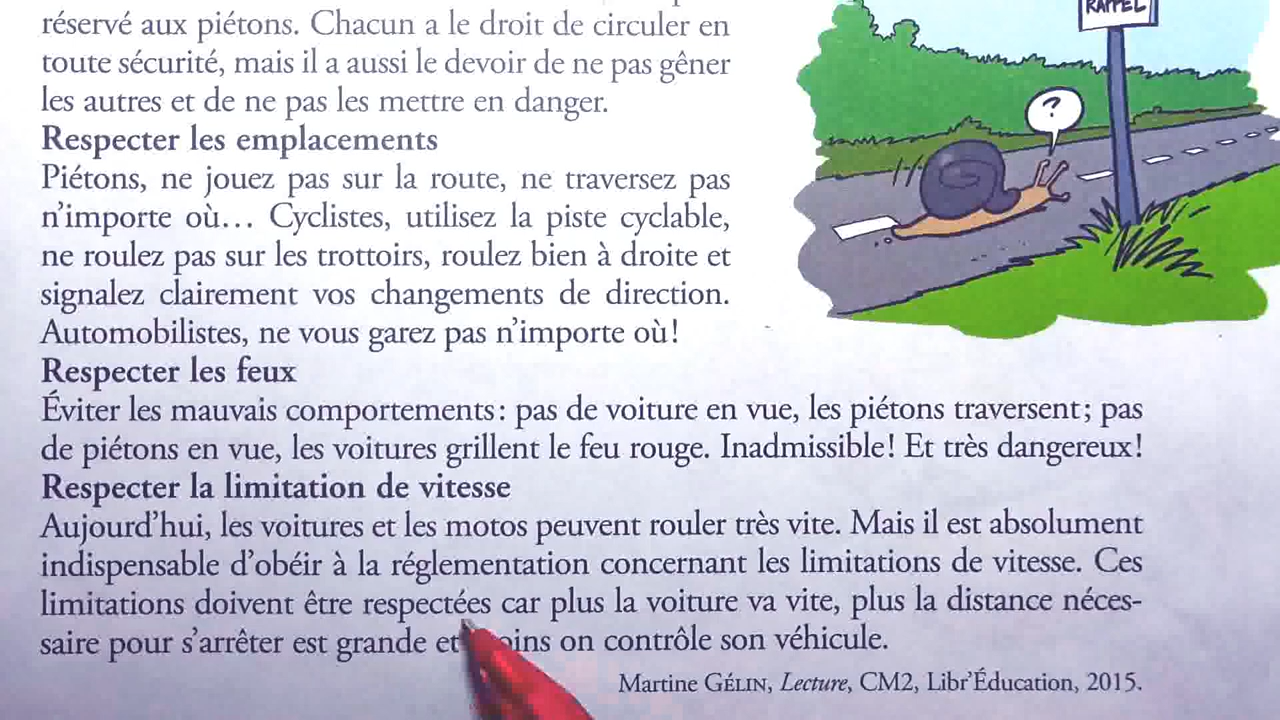 réservé aux piétons. Chacun a le droit de circuler en
toute sécurité, mais il a aussi le devoir de ne pas gêner
les autres et de ne pas les mettre en danger.
Respecter les emplacements
Piétons, ne jouez pas sur la route, ne traversez pas
n'importe où… Cyclistes, utilisez la piste cyclable,
ne roulez pas sur les trottoirs, roulez bien à droite et
signalez clairement vos changements de direction.
Automobilistes, ne vous garez pas n'importe où !
RAPPEL
?
Respecter les feux
Éviter les mauvais comportements : pas de voiture en vue, les piétons traversent ; pas
de piétons en vue, les voitures grillent le feu rouge. Inadmissible ! Et très dangereux !
Respecter la limitation de vitesse
Aujourd'hui, les voitures et les motos peuvent rouler très vite. Mais il est absolument
indispensable d'obéir à la réglementation concernant les limitations de vitesse. Ces
limitations doivent être respectées car plus la voiture va vite, plus la distance néces-
saire pour s'arrêter est grande et on contrôle son véhicule.
Martine GÉLIN, Lecture, CM2, Libr'Éducation, 2015.